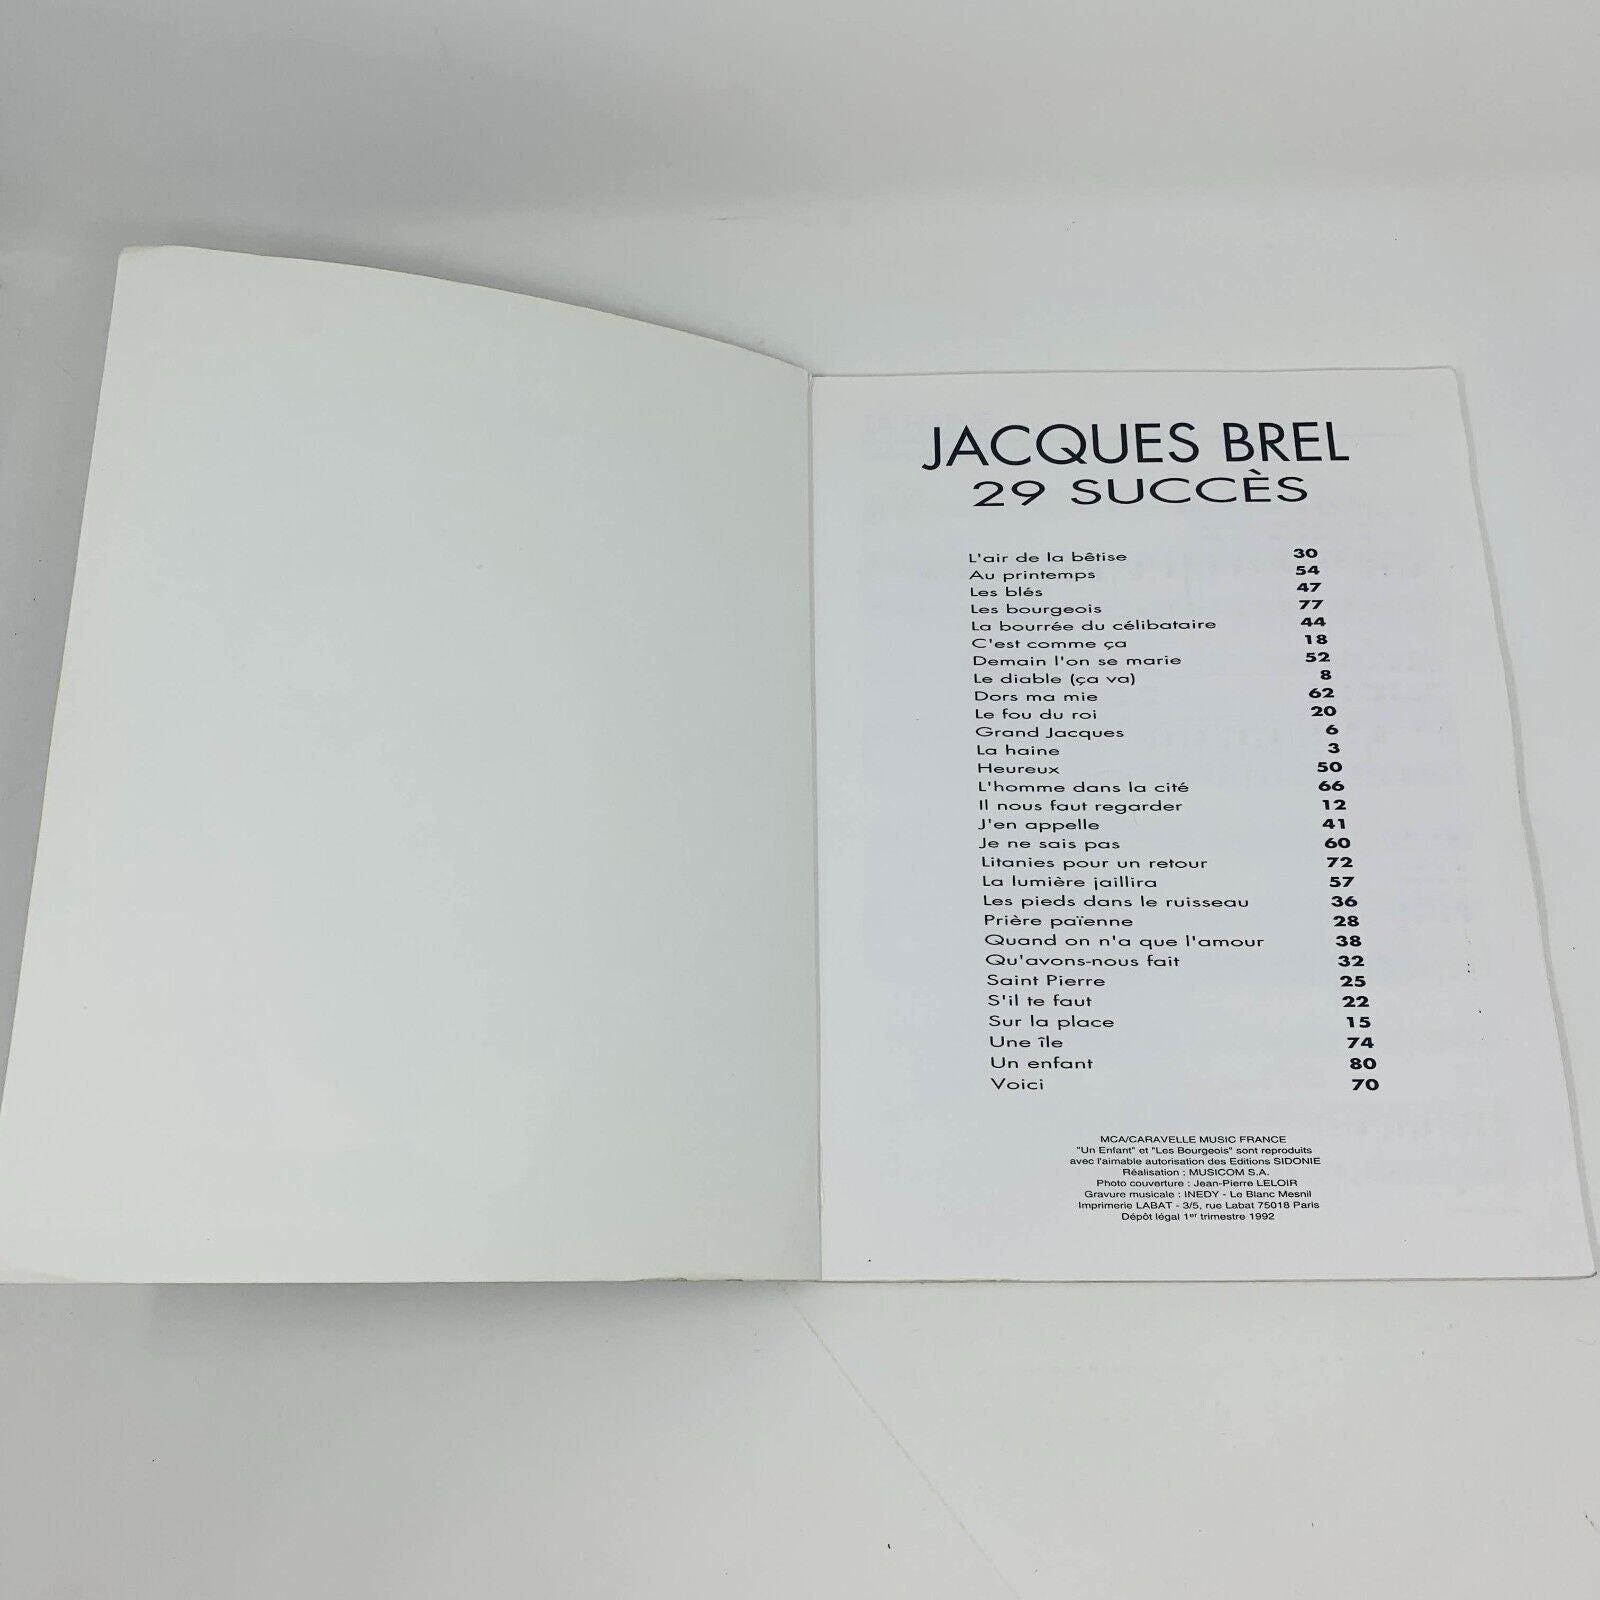 JACQUES BREL
29 SUCCÈS
L'air de la bêtise 30
Au printemps 54
Les blés 47
Les bourgeois 77
La bourrée du célibataire 44
C'est comme ça 18
Demain l'on se marie 52
Le diable (ça va) 8
Dors ma mie 62
Le fou du roi 20
Grand Jacques 6
La haine 3
Heureux 50
L'homme dans la cité 66
Il nous faut regarder 12
J'en appelle 41
Je ne sais pas 60
Litanies pour un retour 72
La lumière jaillira 57
Les pieds dans le ruisseau 36
Prière païenne 28
Quand on n'a que l'amour 38
Qu'avons-nous fait 32
Saint Pierre 25
S'il te faut 22
Sur la place 15
Une île 74
Un enfant 80
Voici 70
MCA/CARAVELLE MUSIC FRANCE
"Un Enfant" et "Les Bourgeois" sont reproduits
avec l'aimable autorisation des Editions SIDONIE
Réalisation : MUSICOM S.A.
Photo couverture : Jean-Pierre LELOIR
Gravure musicale : INEDY - Le Blanc Mesnil
Imprimerie LABAT - 3/5, rue Labat 75018 Paris
Dépôt légal 1er trimestre 1992